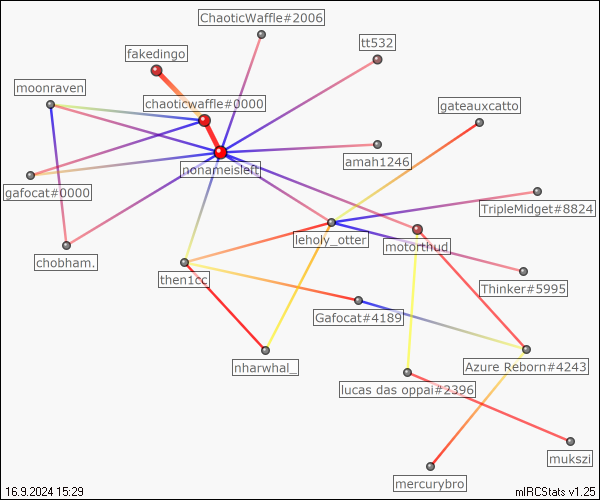 ChaoticWaffle#2006
tt532
fakedingo
moonraven
chaoticwaffle#0000
gateauxcatto
amah1246
nonameisleft
gafocat#0000
TripleMidget#8824
leholy_otter
motorthud
chobham.
then1cc
Thinker#5995
Gafocat#4189
nharwhal_
Azure Reborn#4243
lucas das oppai#2396
mukszi
mercurybro
16.9.2024 15:29
mIRCStats v1.25